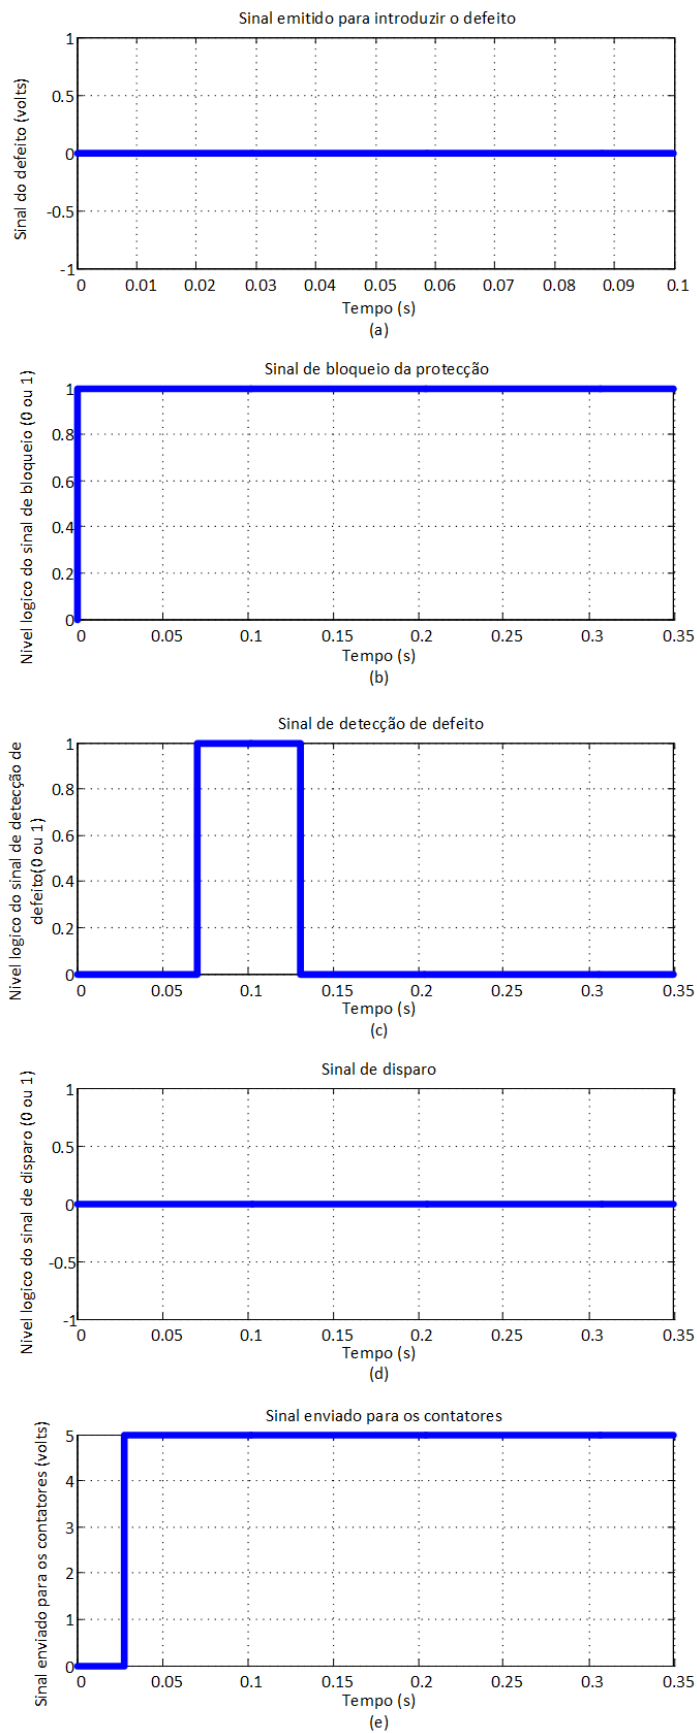 Sinal emitido para introduzir o defeito
Sinal do defeito (volts)
1
0.5
0
-0.5
-1
0 0.01 0.02 0.03 0.04 0.05 0.06 0.07 0.08 0.09 0.1
Tempo (s)
(a)
Sinal de bloqueio da protecção
Nivel logico do sinal de bloqueio (0 ou 1)
1
0.8
0.6
0.4
0.2
0
0 0.05 0.1 0.15 0.2 0.25 0.3 0.35
Tempo (s)
(b)
Sinal de detecção de defeito
Nivel logico do sinal de detecção de
defeito(0 ou 1)
1
0.8
0.6
0.4
0.2
0
0 0.05 0.1 0.15 0.2 0.25 0.3 0.35
Tempo (s)
(c)
Sinal de disparo
Nivel logico do sinal de disparo (0 ou 1)
1
0.5
0
-0.5
-1
0 0.05 0.1 0.15 0.2 0.25 0.3 0.35
Tempo (s)
(d)
Sinal enviado para os contatores
Sinal enviado para os contatores (volts)
5
4
3
2
1
0
0 0.05 0.1 0.15 0.2 0.25 0.3 0.35
Tempo (s)
(e)